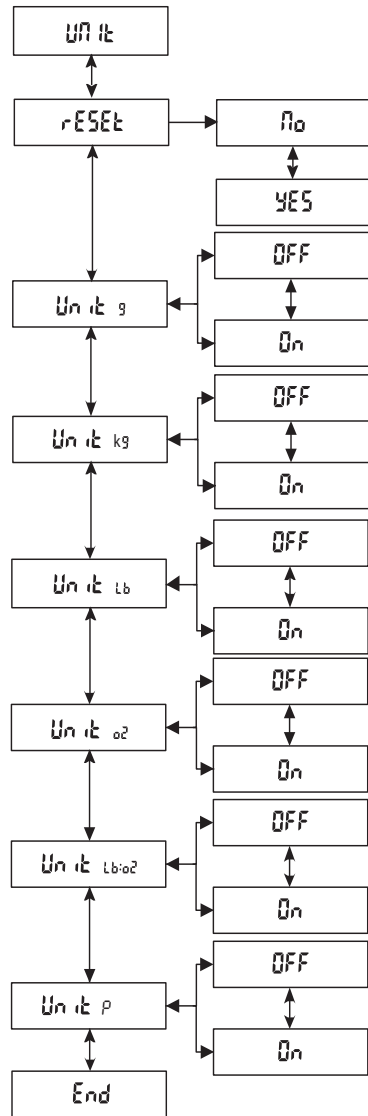 UNit
rESEt
No
YES
OFF
Unit g
On
OFF
Unit kg
On
OFF
Unit Lb
On
OFF
Unit oz
On
OFF
Unit Lb:oz
On
OFF
Unit P
On
End